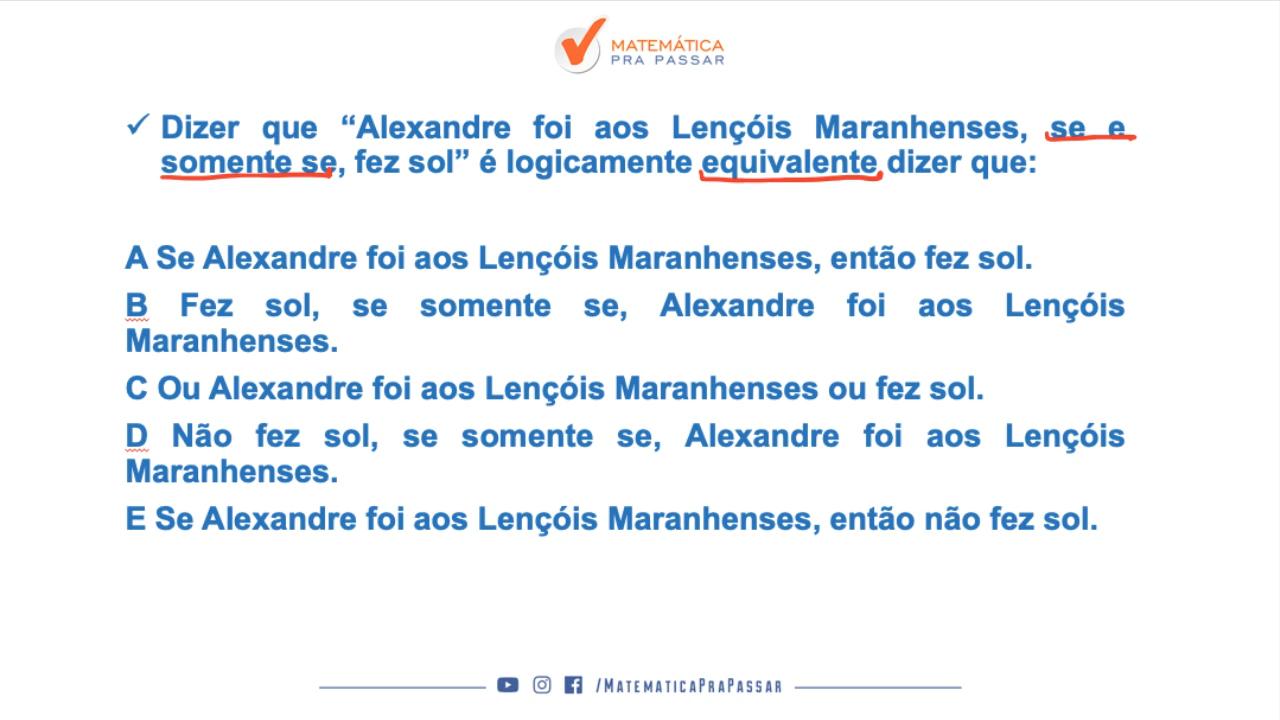 MATEMÁTICA
PRA PASSAR
✓ Dizer que “Alexandre foi aos Lençóis Maranhenses, se e
somente se, fez sol” é logicamente equivalente dizer que:
A Se Alexandre foi aos Lençóis Maranhenses, então fez sol.
B Fez sol, se somente se, Alexandre foi aos Lençóis
Maranhenses.
C Ou Alexandre foi aos Lençóis Maranhenses ou fez sol.
D Não fez sol, se somente se, Alexandre foi aos Lençóis
Maranhenses.
E Se Alexandre foi aos Lençóis Maranhenses, então não fez sol.
/MATEMATICAPRAPASSAR